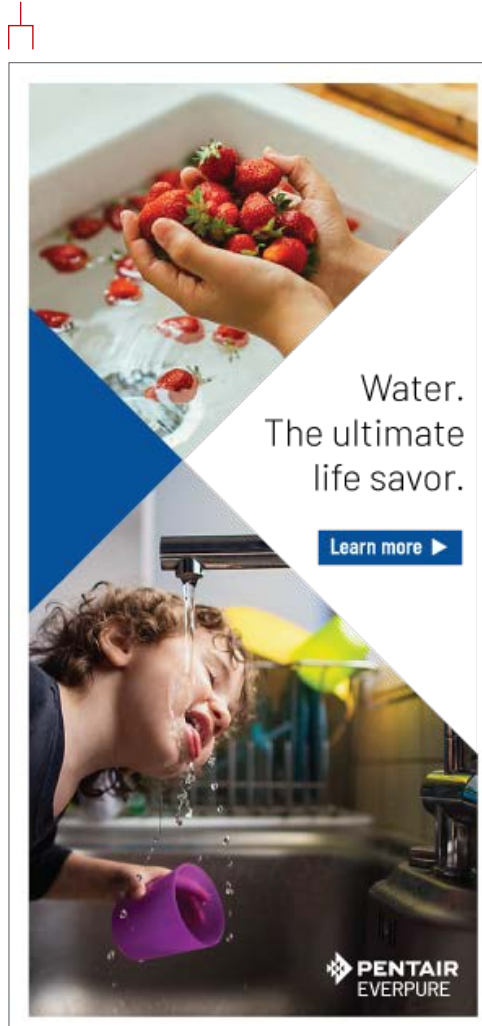 Water.
The ultimate
life savor.
Learn more
PENTAIR
EVERPURE